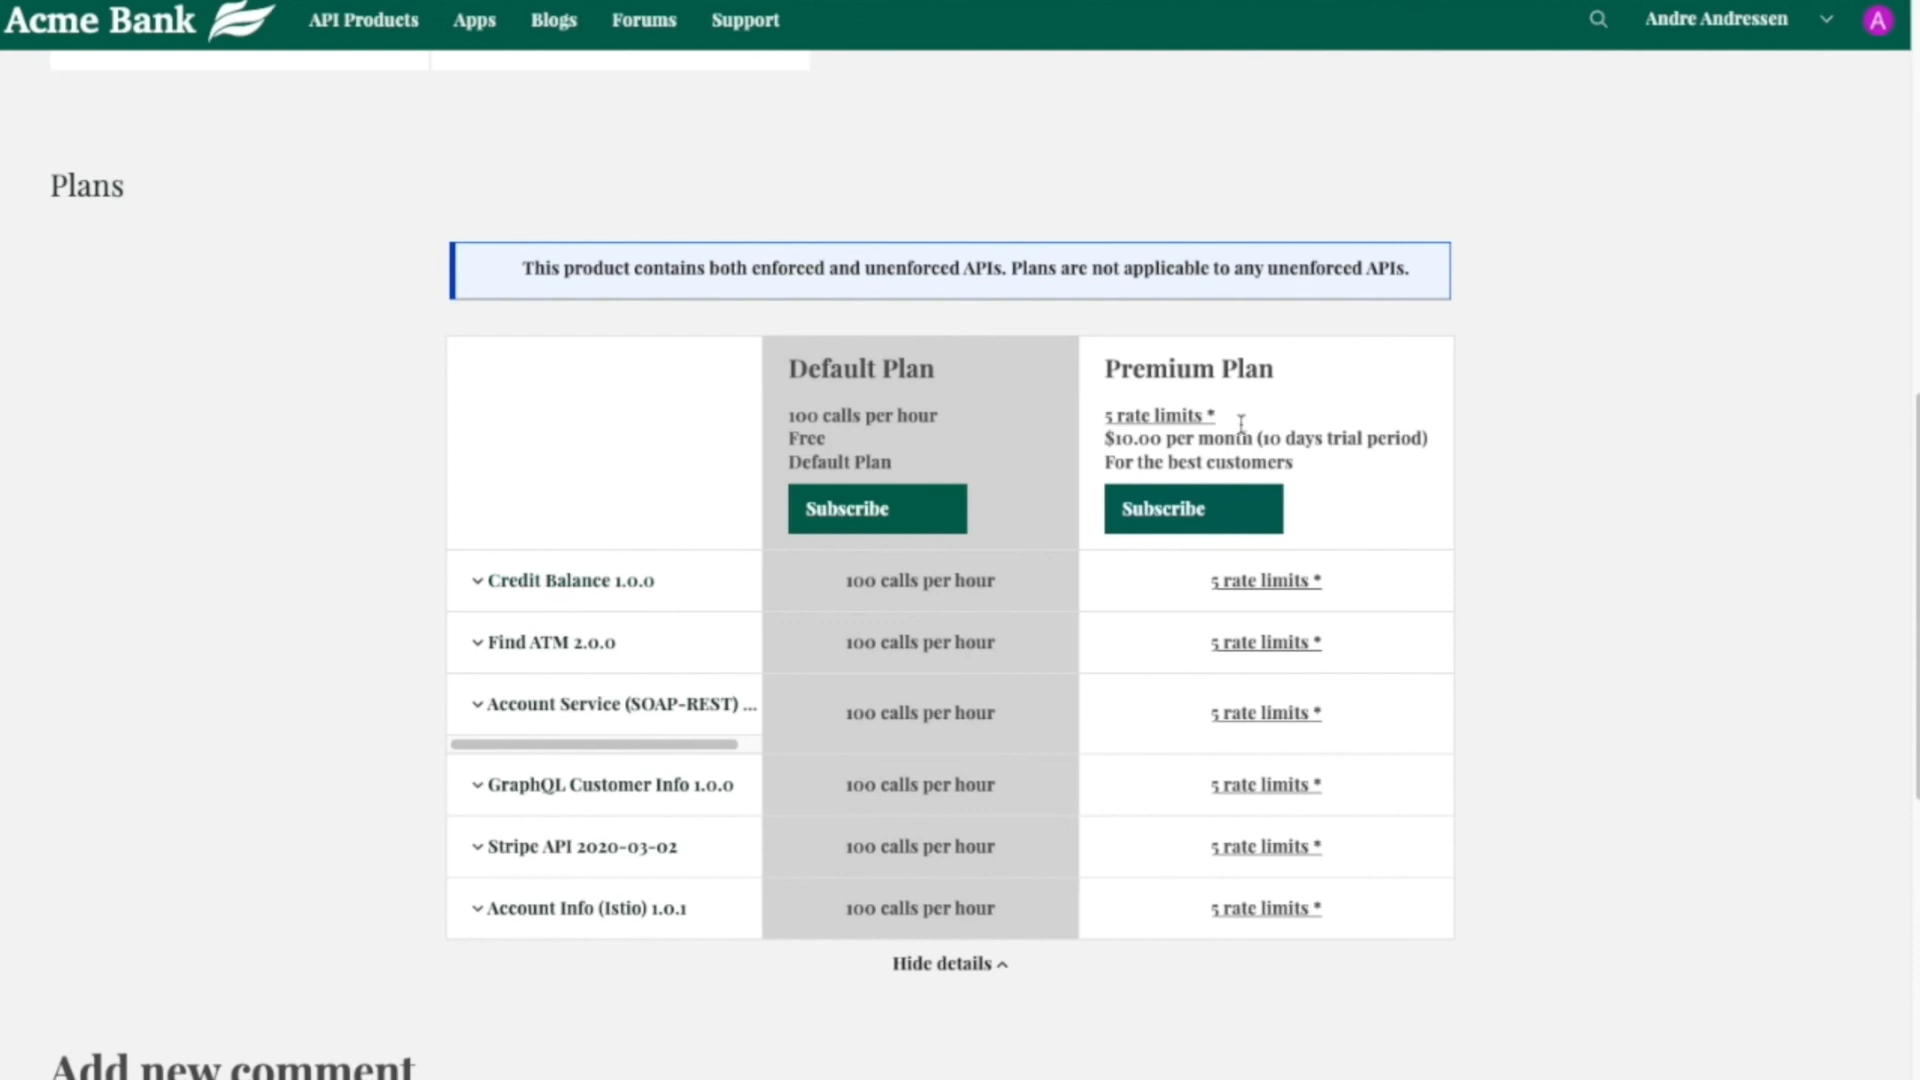 Acme Bank API Products Apps Blogs Forums Support Andre Andressen A
Plans
This product contains both enforced and unenforced APIs. Plans are not applicable to any unenforced APIs.
Default Plan Premium Plan
100 calls per hour 5 rate limits *
Free $10.00 per month (10 days trial period)
Default Plan For the best customers
Subscribe Subscribe
Credit Balance 1.0.0 100 calls per hour 5 rate limits *
Find ATM 2.0.0 100 calls per hour 5 rate limits *
Account Service (SOAP-REST) ... 100 calls per hour 5 rate limits *
GraphQL Customer Info 1.0.0 100 calls per hour 5 rate limits *
Stripe API 2020-03-02 100 calls per hour 5 rate limits *
Account Info (Istio) 1.0.1 100 calls per hour 5 rate limits *
Hide details
Add new comment